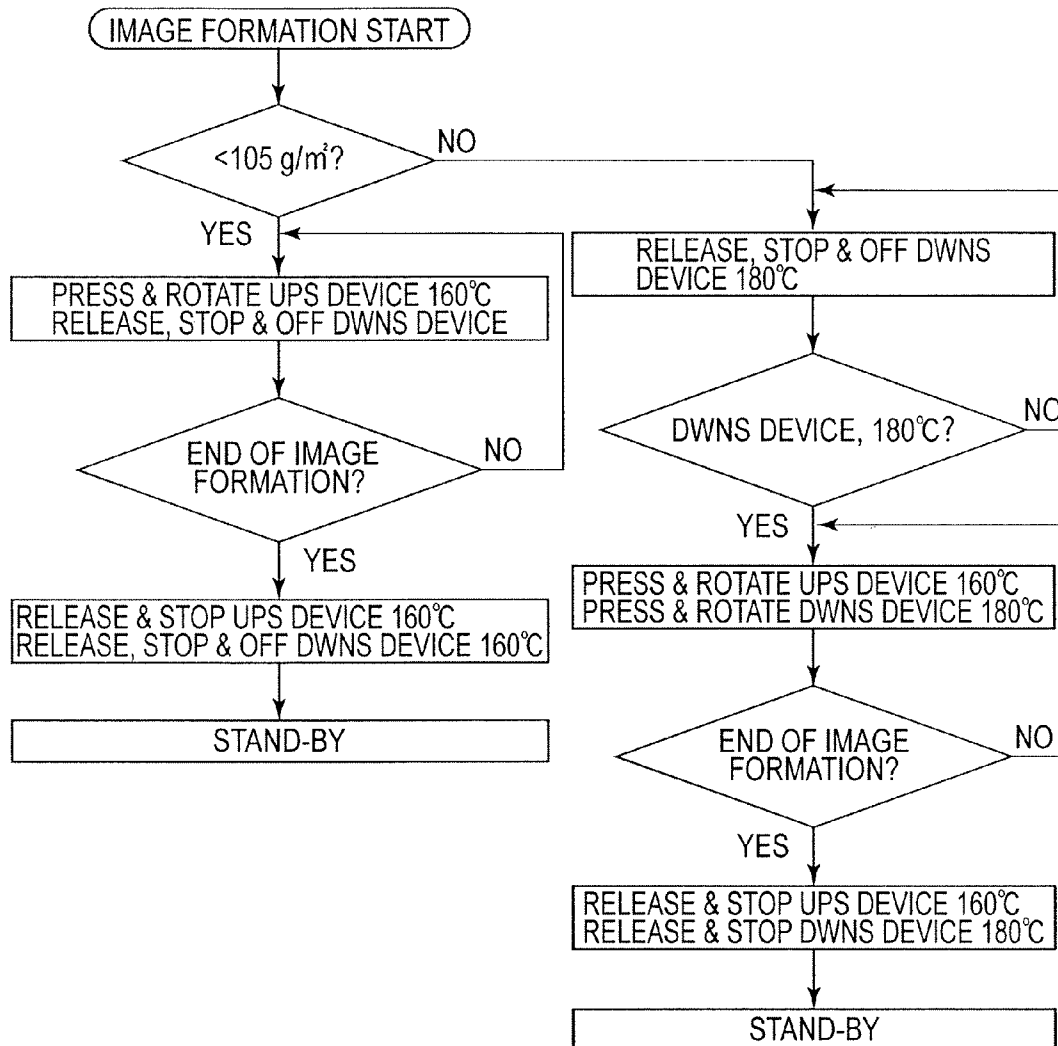 IMAGE FORMATION START
<105 g/m²?
NO
YES
PRESS & ROTATE UPS DEVICE 160℃
RELEASE, STOP & OFF DWNS DEVICE
END OF IMAGE
FORMATION?
NO
YES
RELEASE & STOP UPS DEVICE 160℃
RELEASE, STOP & OFF DWNS DEVICE 160℃
STAND-BY
RELEASE, STOP & OFF DWNS
DEVICE 180℃
DWNS DEVICE, 180℃?
NO
YES
PRESS & ROTATE UPS DEVICE 160℃
PRESS & ROTATE DWNS DEVICE 180℃
END OF IMAGE
FORMATION?
NO
YES
RELEASE & STOP UPS DEVICE 160℃
RELEASE & STOP DWNS DEVICE 180℃
STAND-BY